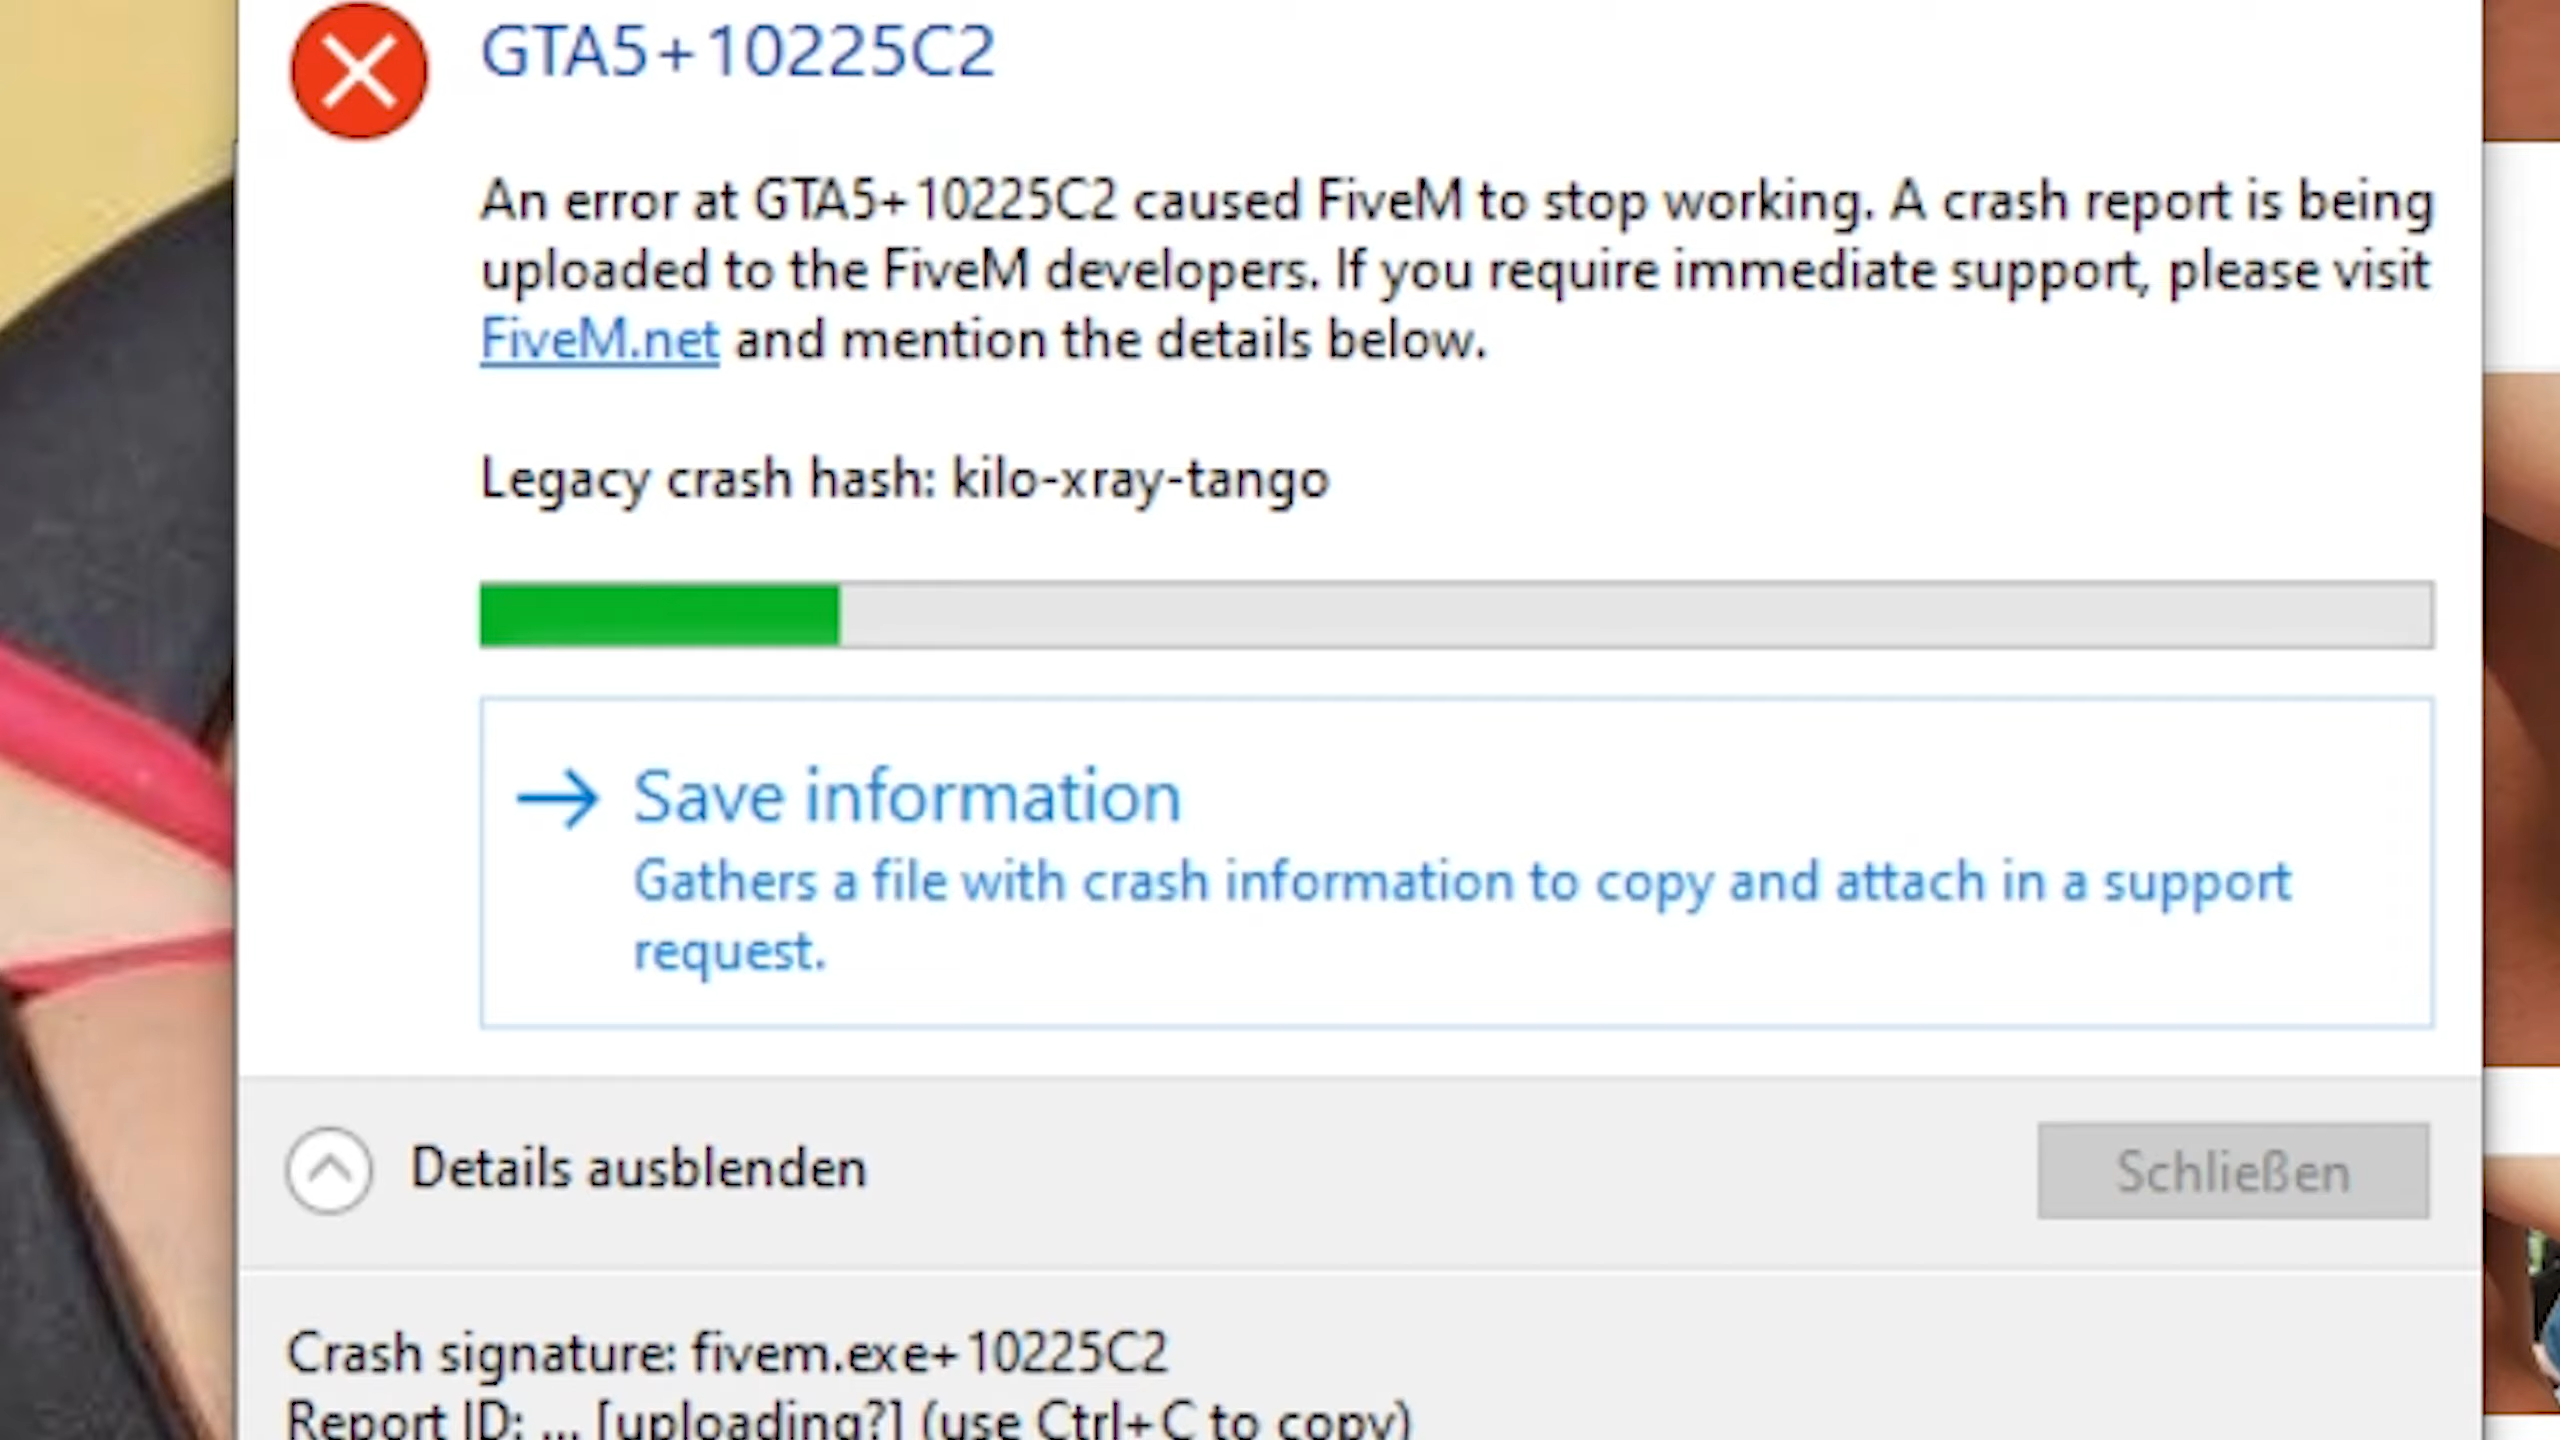 GTA5+10225C2
An error at GTA5+10225C2 caused FiveM to stop working. A crash report is being
uploaded to the FiveM developers. If you require immediate support, please visit
FiveM.net and mention the details below.
Legacy crash hash: kilo-xray-tango
Save information
Gathers a file with crash information to copy and attach in a support
request.
Details ausblenden
Schließen
Crash signature: fivem.exe+10225C2
Report ID: ... [uploading?] (use Ctrl+C to copy)